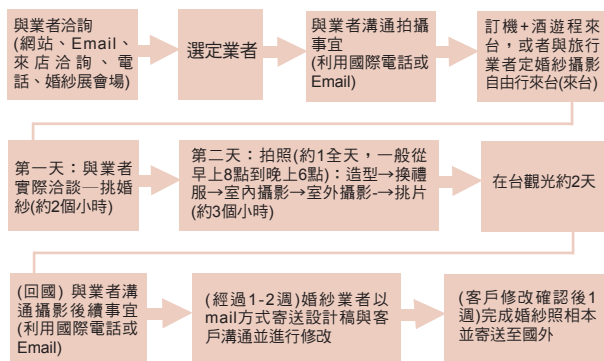 與業者洽詢
(網站、Email、
來店洽詢、電
話、婚紗展會場)
選定業者
與業者溝通拍攝
事宜
(利用國際電話或
Email)
訂機+酒遊程來
台，或者與旅行
業者定婚紗攝影
自由行來台(來台)
第一天：與業者
實際洽談—挑婚
紗(約2個小時)
第二天：拍照(約1全天，一般從
早上8點到晚上6點)：造型→換禮
服→室內攝影→室外攝影-→挑片
(約3個小時)
在台觀光約2天
(回國) 與業者溝
通攝影後續事宜
(利用國際電話或
Email)
(經過1-2週)婚紗業者以
mail方式寄送設計稿與客
戶溝通並進行修改
(客戶修改確認後1
週)完成婚紗照相本
並寄送至國外